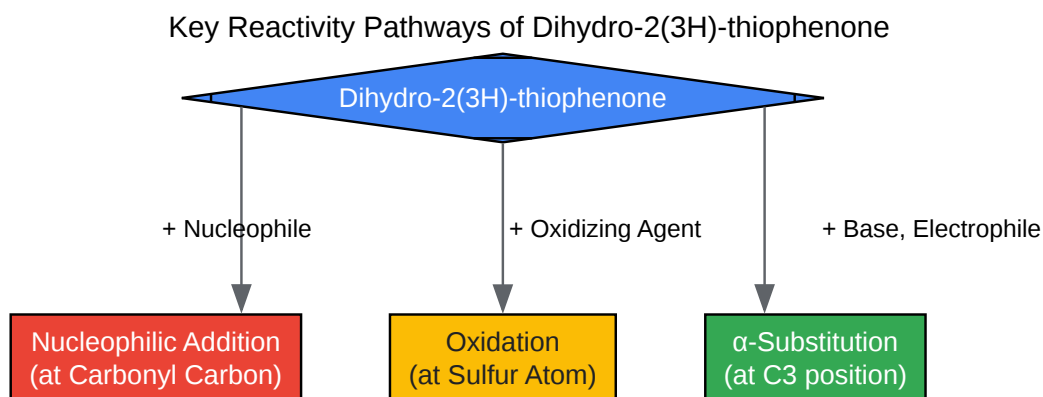 Key Reactivity Pathways of Dihydro-2(3H)-thiophenone
Dihydro-2(3H)-thiophenone
+ Nucleophile
+ Oxidizing Agent
+ Base, Electrophile
Nucleophilic Addition
(at Carbonyl Carbon)
Oxidation
(at Sulfur Atom)
α-Substitution
(at C3 position)